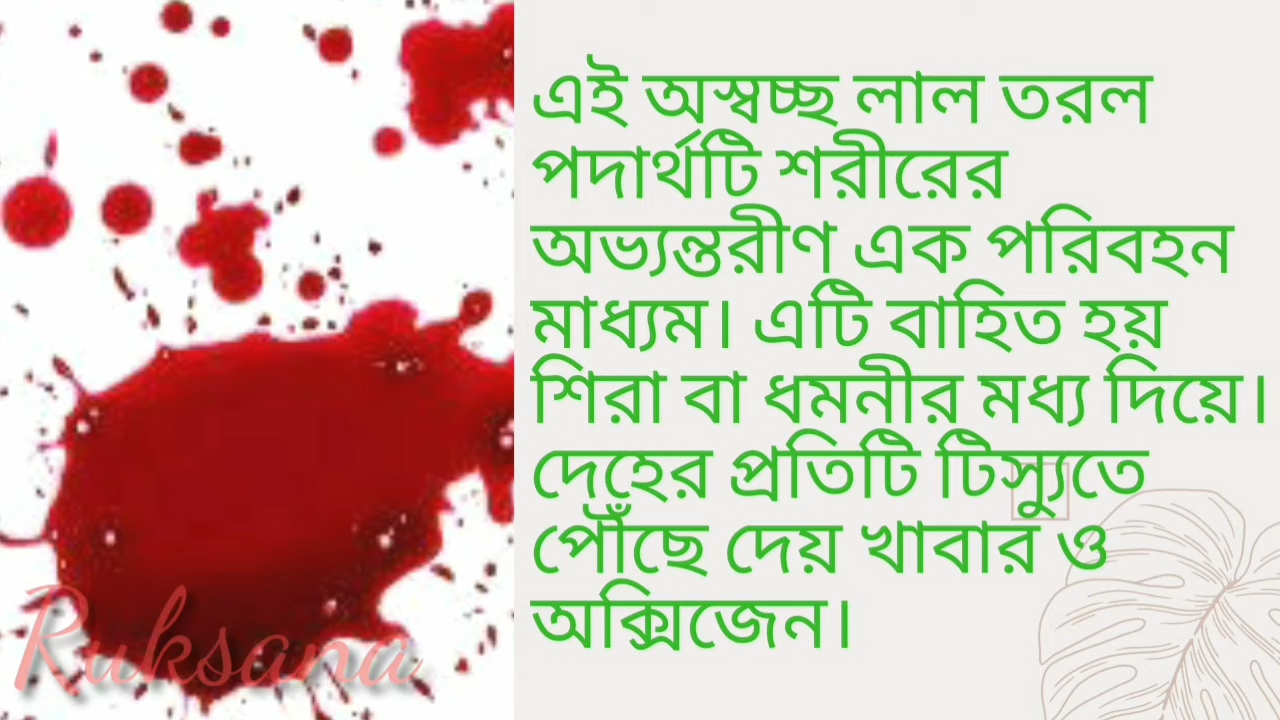 এই অস্বচ্ছ লাল তরল
পদার্থটি শরীরের
অভ্যন্তরীণ এক পরিবহন
মাধ্যম। এটি বাহিত হয়
শিরা বা ধমনীর মধ্য দিয়ে।
দেহের প্রতিটি টিস্যুতে
পৌঁছে দেয় খাবার ও
অক্সিজেন।
Ruksana